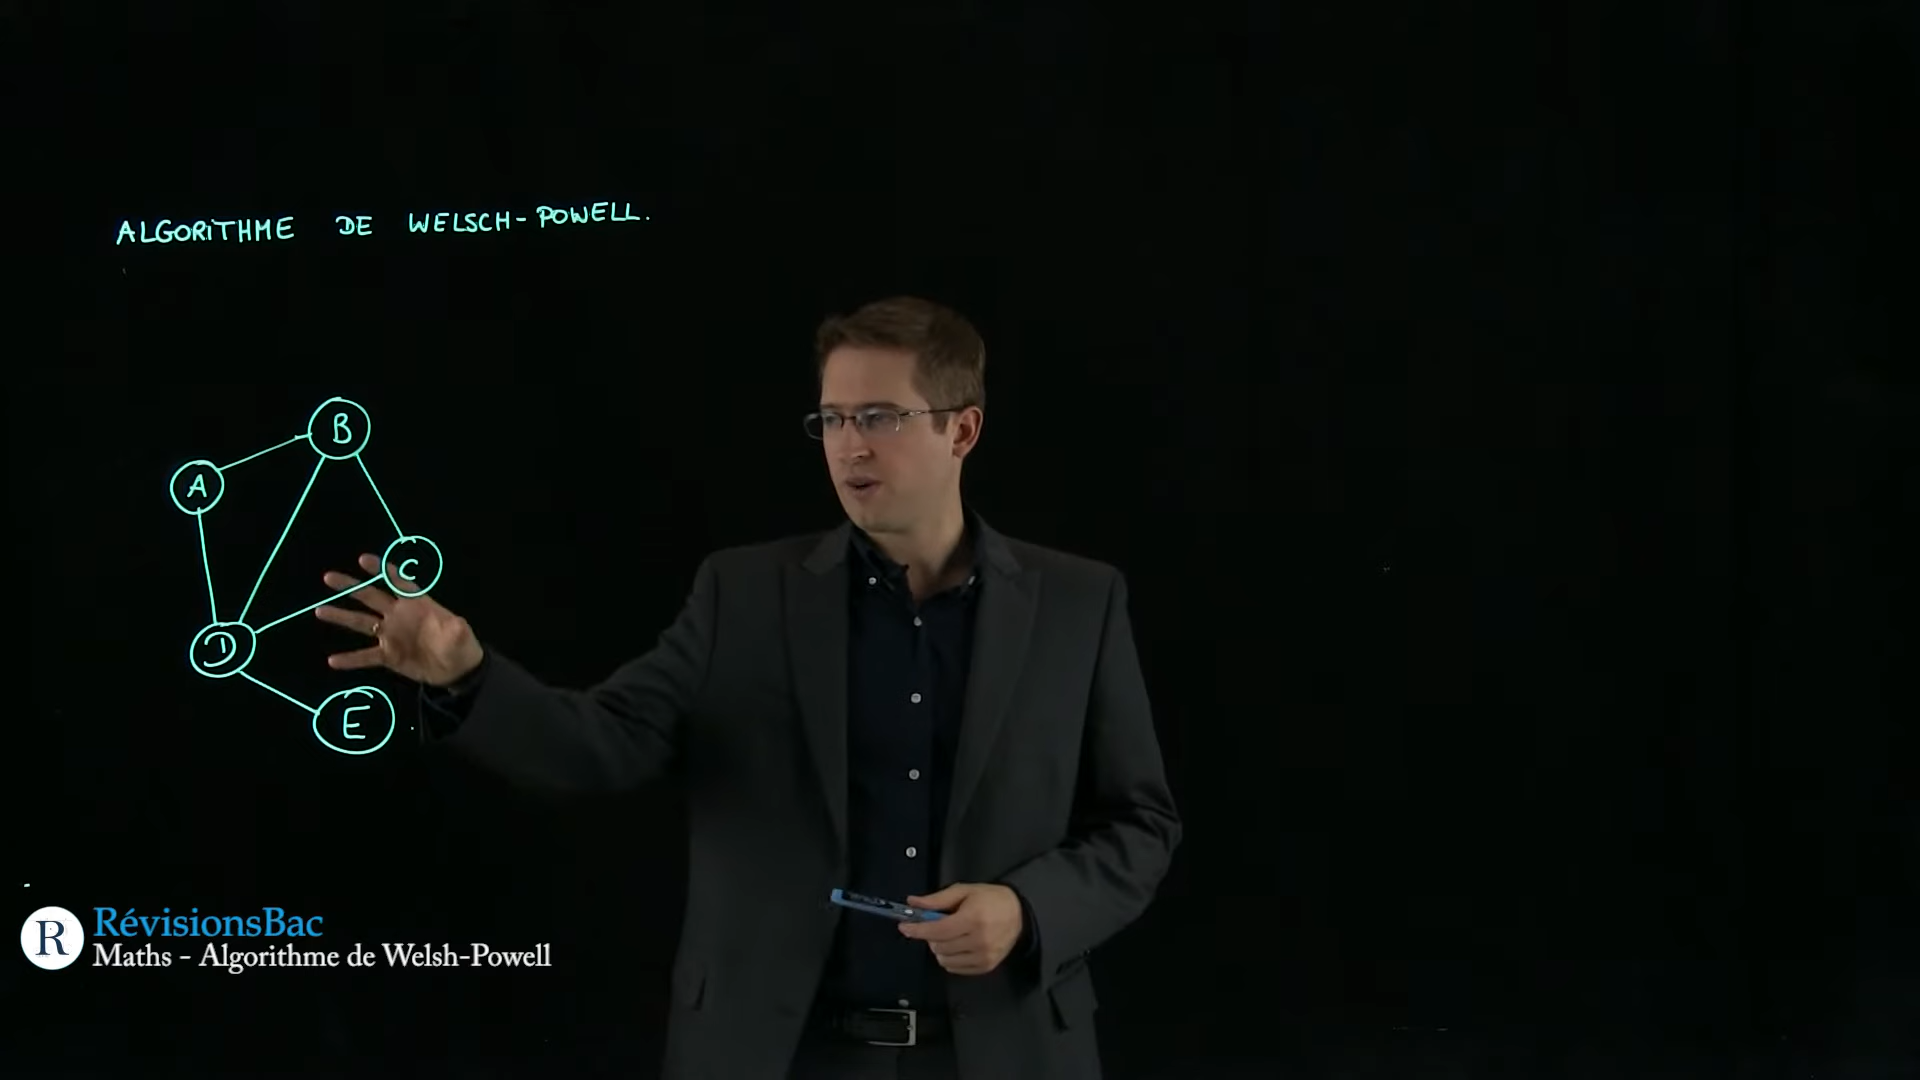 ALGORITHME DE WELSCH-POWELL.
B
A
C
D
E
R RévisionsBac
Maths - Algorithme de Welsh-Powell